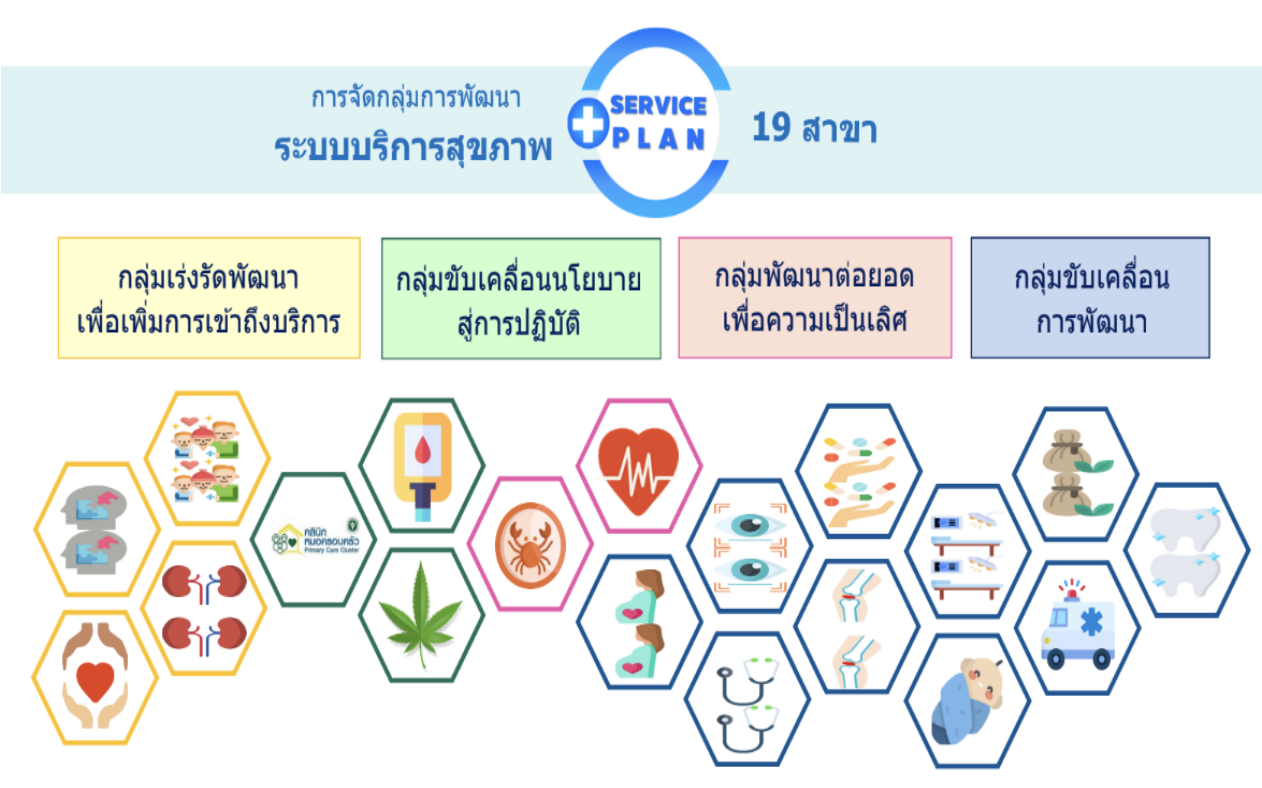 การจัดกลุ่มการพัฒนา
ระบบบริการสุขภาพ
SERVICE
PLAN
19 สาขา
กลุ่มเร่งรัดพัฒนา
เพื่อเพิ่มการเข้าถึงบริการ
กลุ่มขับเคลื่อนนโยบาย
สู่การปฏิบัติ
กลุ่มพัฒนาต่อยอด
เพื่อความเป็นเลิศ
กลุ่มขับเคลื่อน
การพัฒนา
คลินิก
หมอครอบครัว
Primary Care Cluster